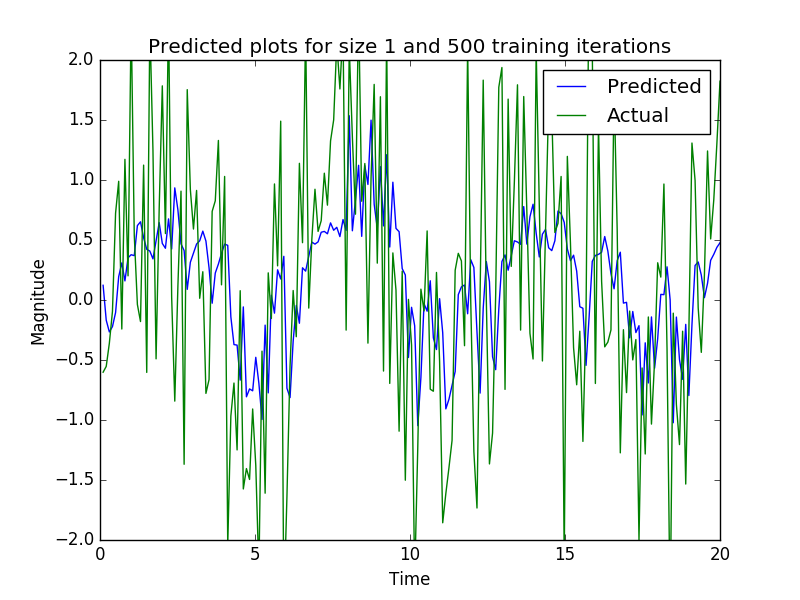 Predicted plots for size 1 and 500 training iterations
2.0
1.5
1.0
0.5
0.0
−0.5
−1.0
−1.5
−2.0
Magnitude
Predicted
Actual
0 5 10 15 20
Time